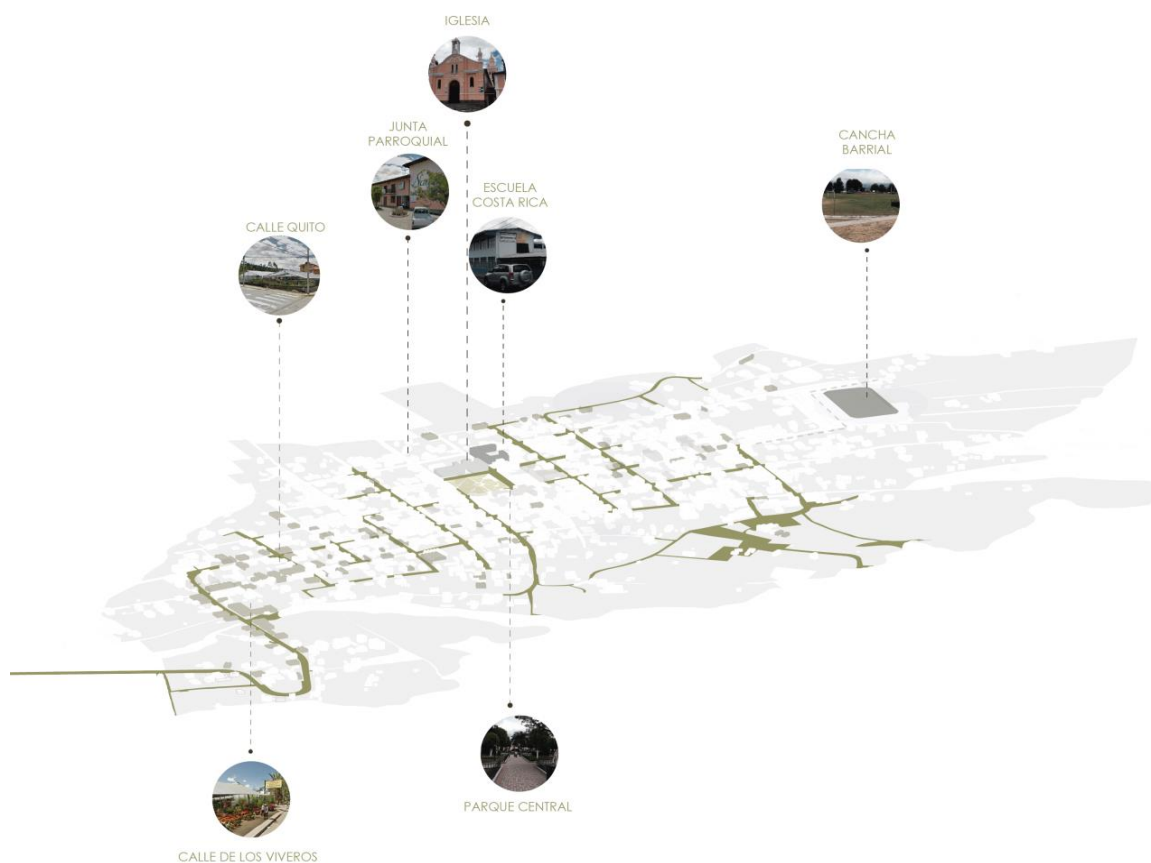 IGLESIA
JUNTA
PARROQUIAL
CANCHA
BARRIAL
ESCUELA
COSTA RICA
CALLE QUITO
PARQUE CENTRAL
CALLE DE LOS VIVEROS